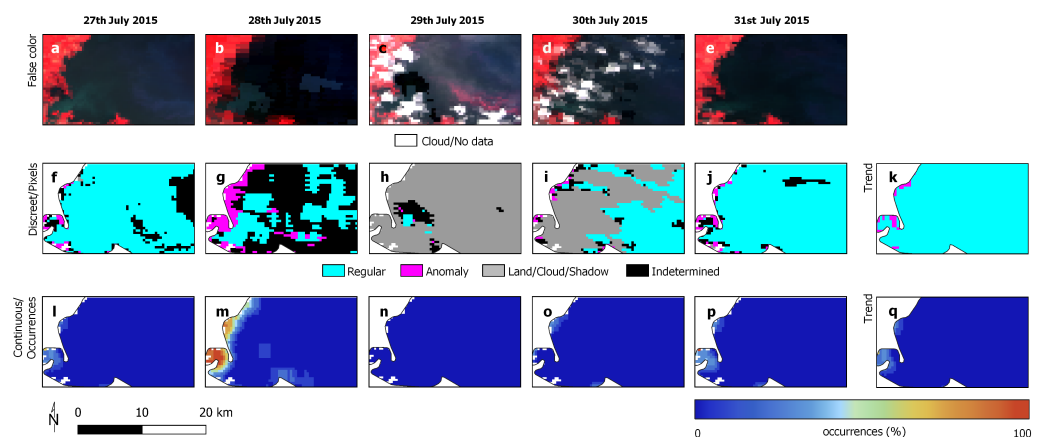 27th July 2015 28th July 2015 29th July 2015 30th July 2015 31st July 2015
False color
a b c d e
Cloud/No data
Discreet/Pixels
f g h i j
Trend
k
Regular Anomaly Land/Cloud/Shadow Indetermined
Continuous/
Occurrences
l m n o p
Trend
q
N
0 10 20 km
0 occurrences (%) 100